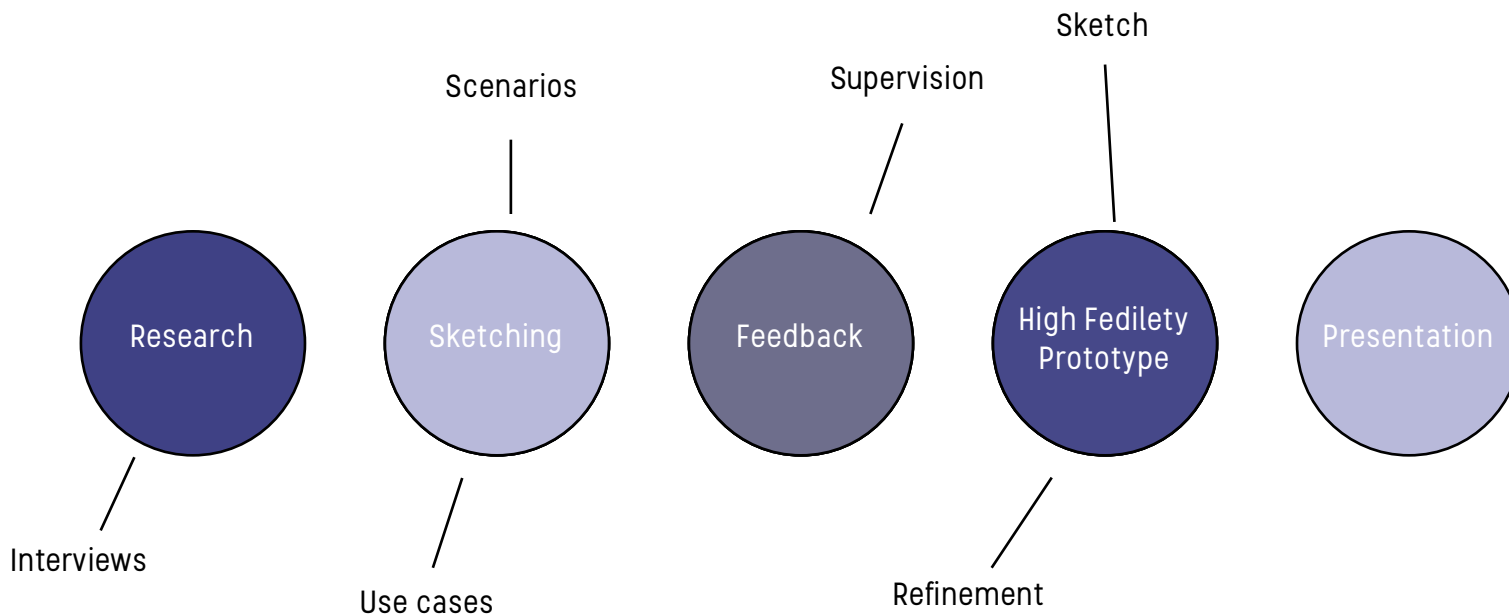 Sketch
Scenarios
Supervision
Research
Sketching
Feedback
High Fedilety
Prototype
Presentation
Interviews
Use cases
Refinement